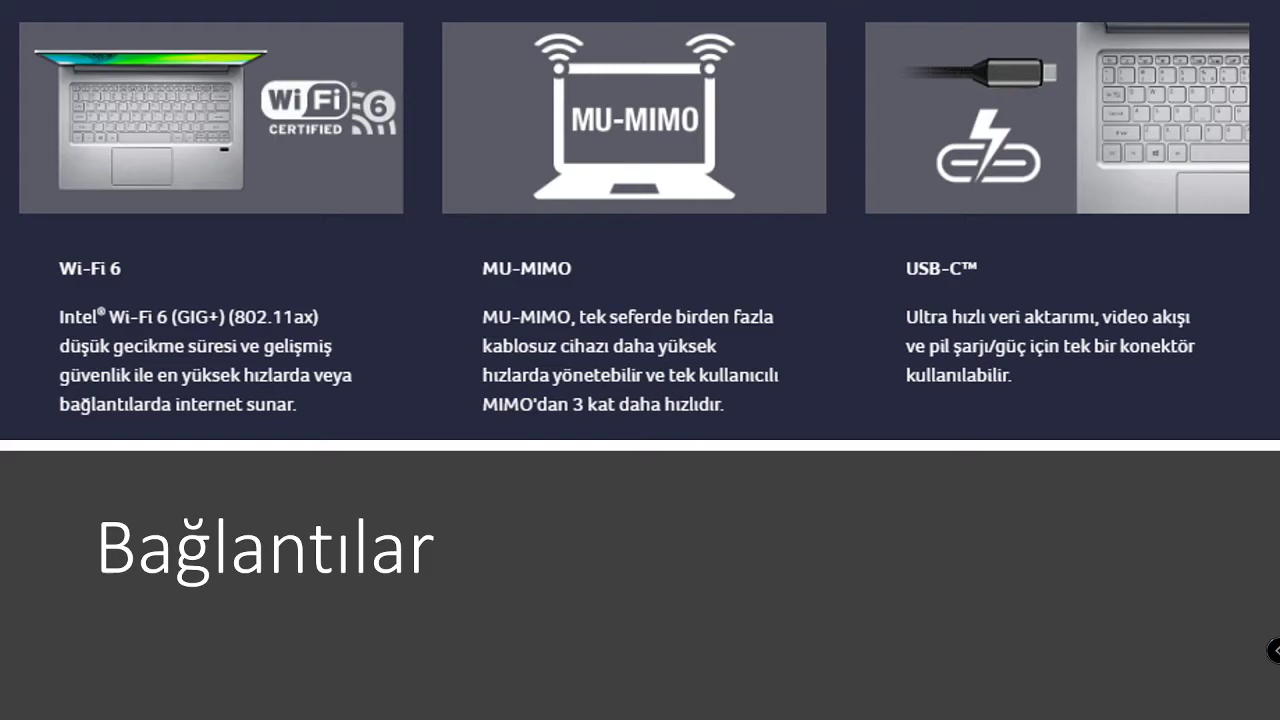 Wi Fi 6
CERTIFIED
MU-MIMO
Wi-Fi 6
Intel® Wi-Fi 6 (GIG+) (802.11ax)
düşük gecikme süresi ve gelişmiş
güvenlik ile en yüksek hızlarda veya
bağlantılarda internet sunar.
MU-MIMO
MU-MIMO, tek seferde birden fazla
kablosuz cihazı daha yüksek
hızlarda yönetebilir ve tek kullanıcılı
MIMO'dan 3 kat daha hızlıdır.
USB-C™
Ultra hızlı veri aktarımı, video akışı
ve pil şarjı/güç için tek bir konektör
kullanılabilir.
Bağlantılar